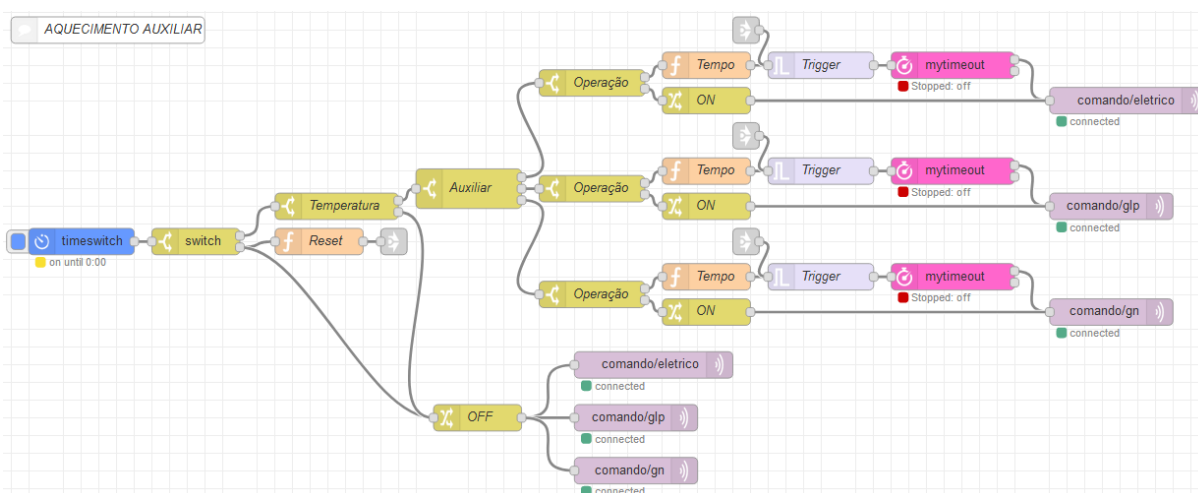 AQUECIMENTO AUXILIAR
Tempo
Trigger
mytimeout
Stopped: off
Operação
ON
comando/eletrico
connected
Tempo
Trigger
mytimeout
Stopped: off
Auxiliar
Operação
ON
comando/glp
connected
Temperatura
timeswitch
on until 0:00
switch
Reset
Tempo
Trigger
mytimeout
Stopped: off
Operação
ON
comando/gn
connected
comando/eletrico
connected
OFF
comando/glp
connected
comando/gn
connected